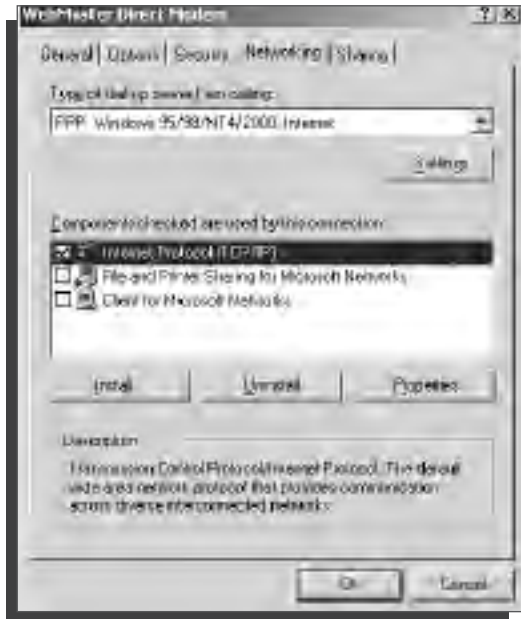 WebMaster Direct Modem
General Options Security Networking Sharing
Type of dial-up server I am calling:
PPP: Windows 95/98/NT4/2000, Internet
Settings
Components checked are used by this connection:
Internet Protocol (TCP/IP)
File and Printer Sharing for Microsoft Networks
Client for Microsoft Networks
Install Uninstall Properties
Description
Transmission Control Protocol/Internet Protocol. The default
wide area network protocol that provides communication
across diverse interconnected networks.
OK Cancel